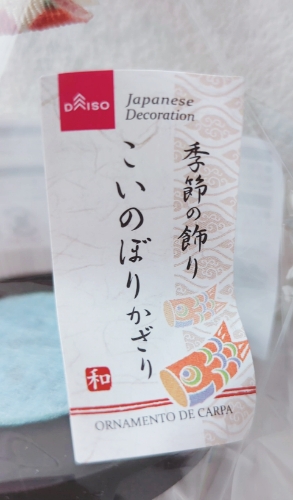 DAISO
Japanese
Decoration
季節の飾り
こいのぼりかざり
和
ORNAMENTO DE CARPA